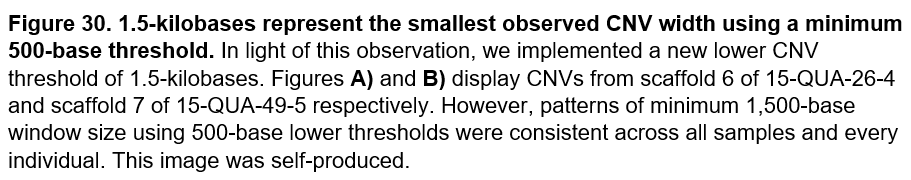 Figure 30. 1.5-kilobases represent the smallest observed CNV width using a minimum
500-base threshold. In light of this observation, we implemented a new lower CNV
threshold of 1.5-kilobases. Figures A) and B) display CNVs from scaffold 6 of 15-QUA-26-4
and scaffold 7 of 15-QUA-49-5 respectively. However, patterns of minimum 1,500-base
window size using 500-base lower thresholds were consistent across all samples and every
individual. This image was self-produced.